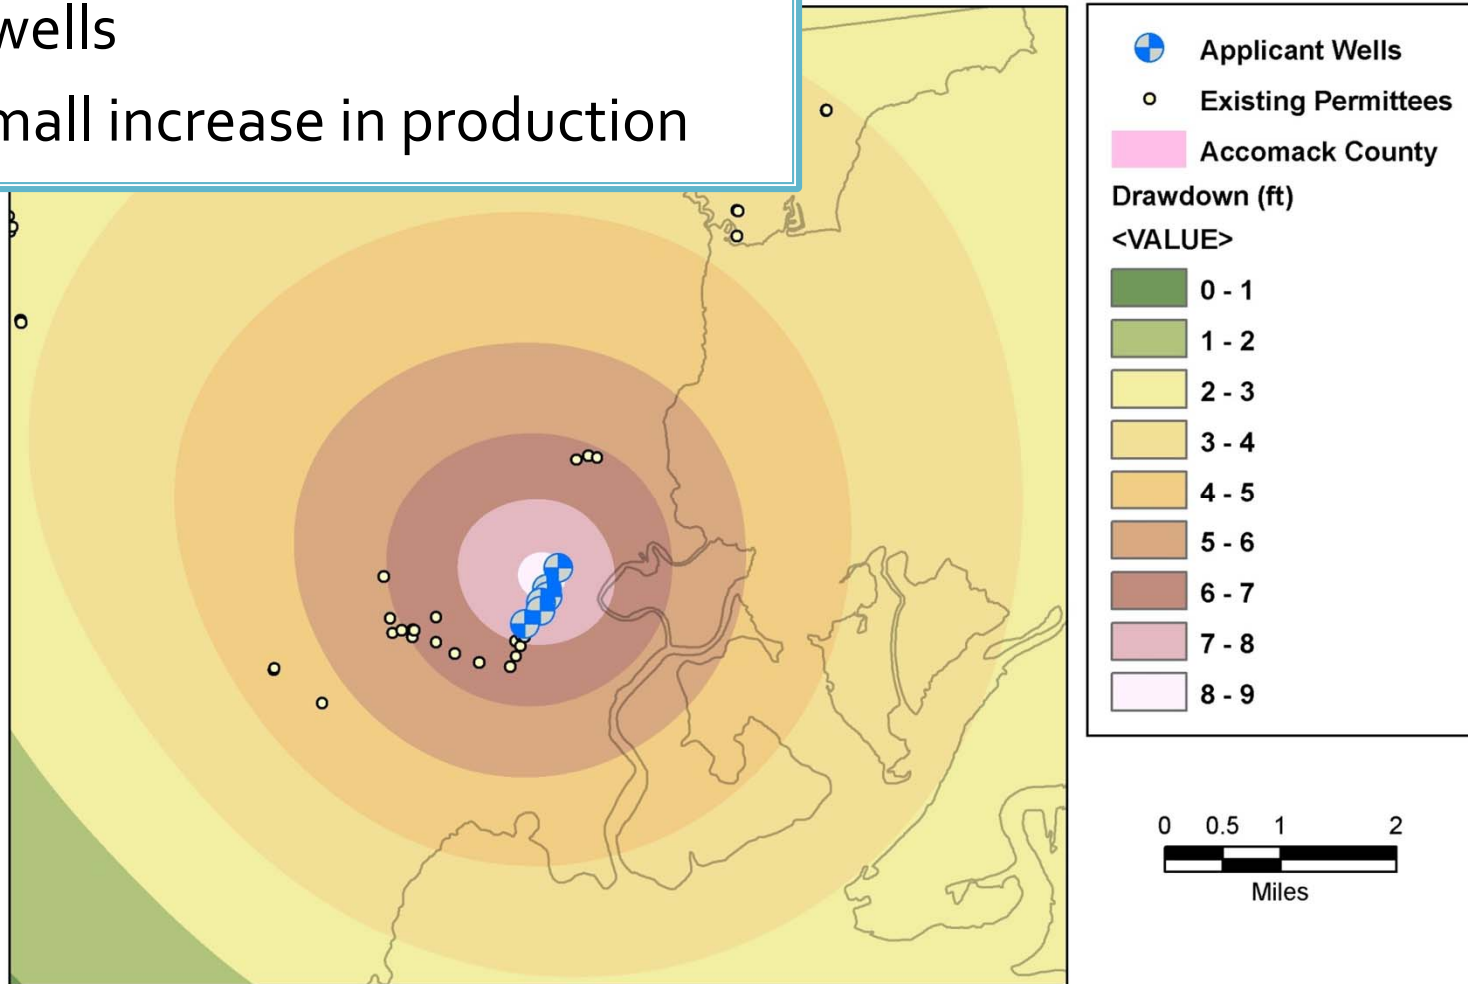 wells
mall increase in production
Applicant Wells
Existing Permittees
Accomack County
Drawdown (ft)
<VALUE>
0 - 1
1 - 2
2 - 3
3 - 4
4 - 5
5 - 6
6 - 7
7 - 8
8 - 9
0 0.5 1 2
Miles